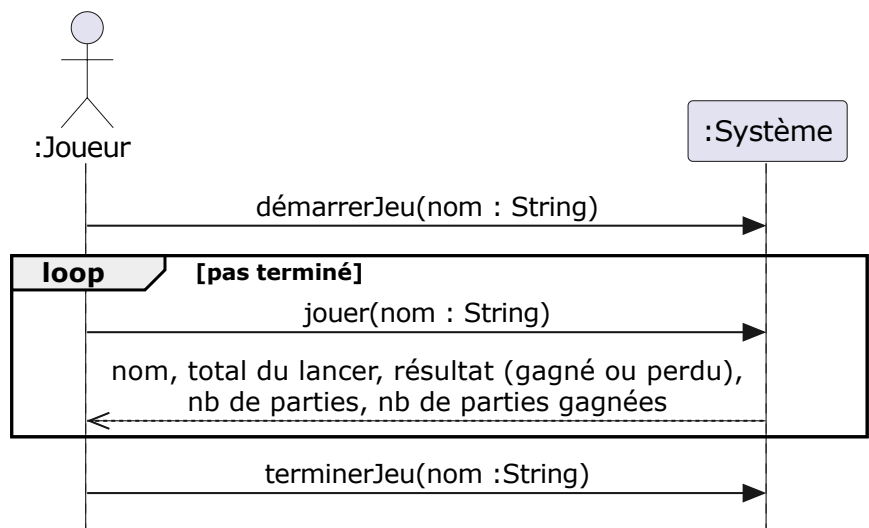 :Joueur
:Système
démarrerJeu(nom : String)
loop [pas terminé]
jouer(nom : String)
nom, total du lancer, résultat (gagné ou perdu),
nb de parties, nb de parties gagnées
terminerJeu(nom :String)